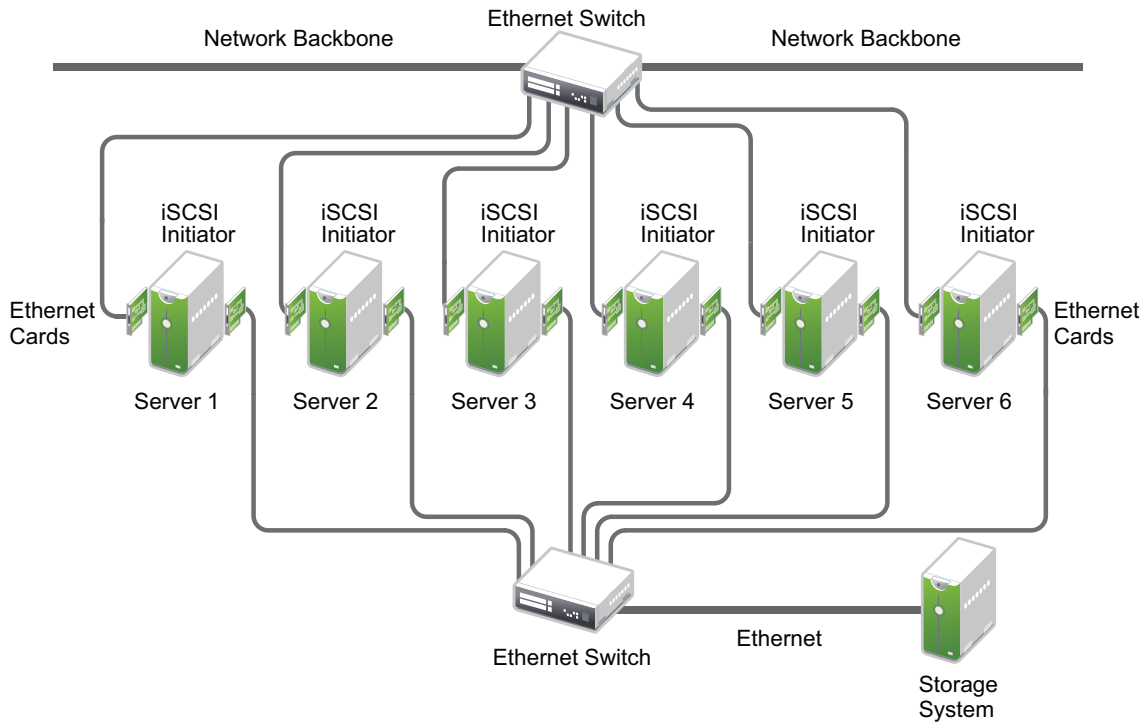 Ethernet Switch
Network Backbone
Network Backbone
iSCSI
Initiator
iSCSI
Initiator
iSCSI
Initiator
iSCSI
Initiator
iSCSI
Initiator
iSCSI
Initiator
Ethernet
Cards
Ethernet
Cards
Server 1
Server 2
Server 3
Server 4
Server 5
Server 6
Ethernet
Ethernet Switch
Storage
System